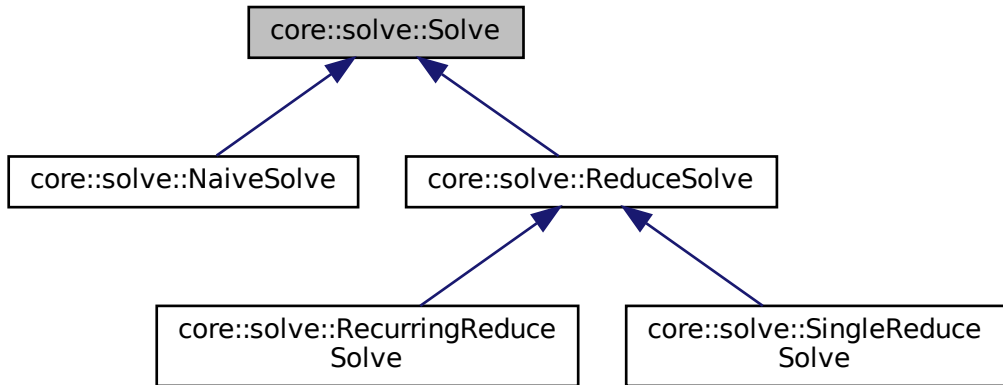 core::solve::Solve
core::solve::NaiveSolve
core::solve::ReduceSolve
core::solve::RecurringReduce
Solve
core::solve::SingleReduce
Solve